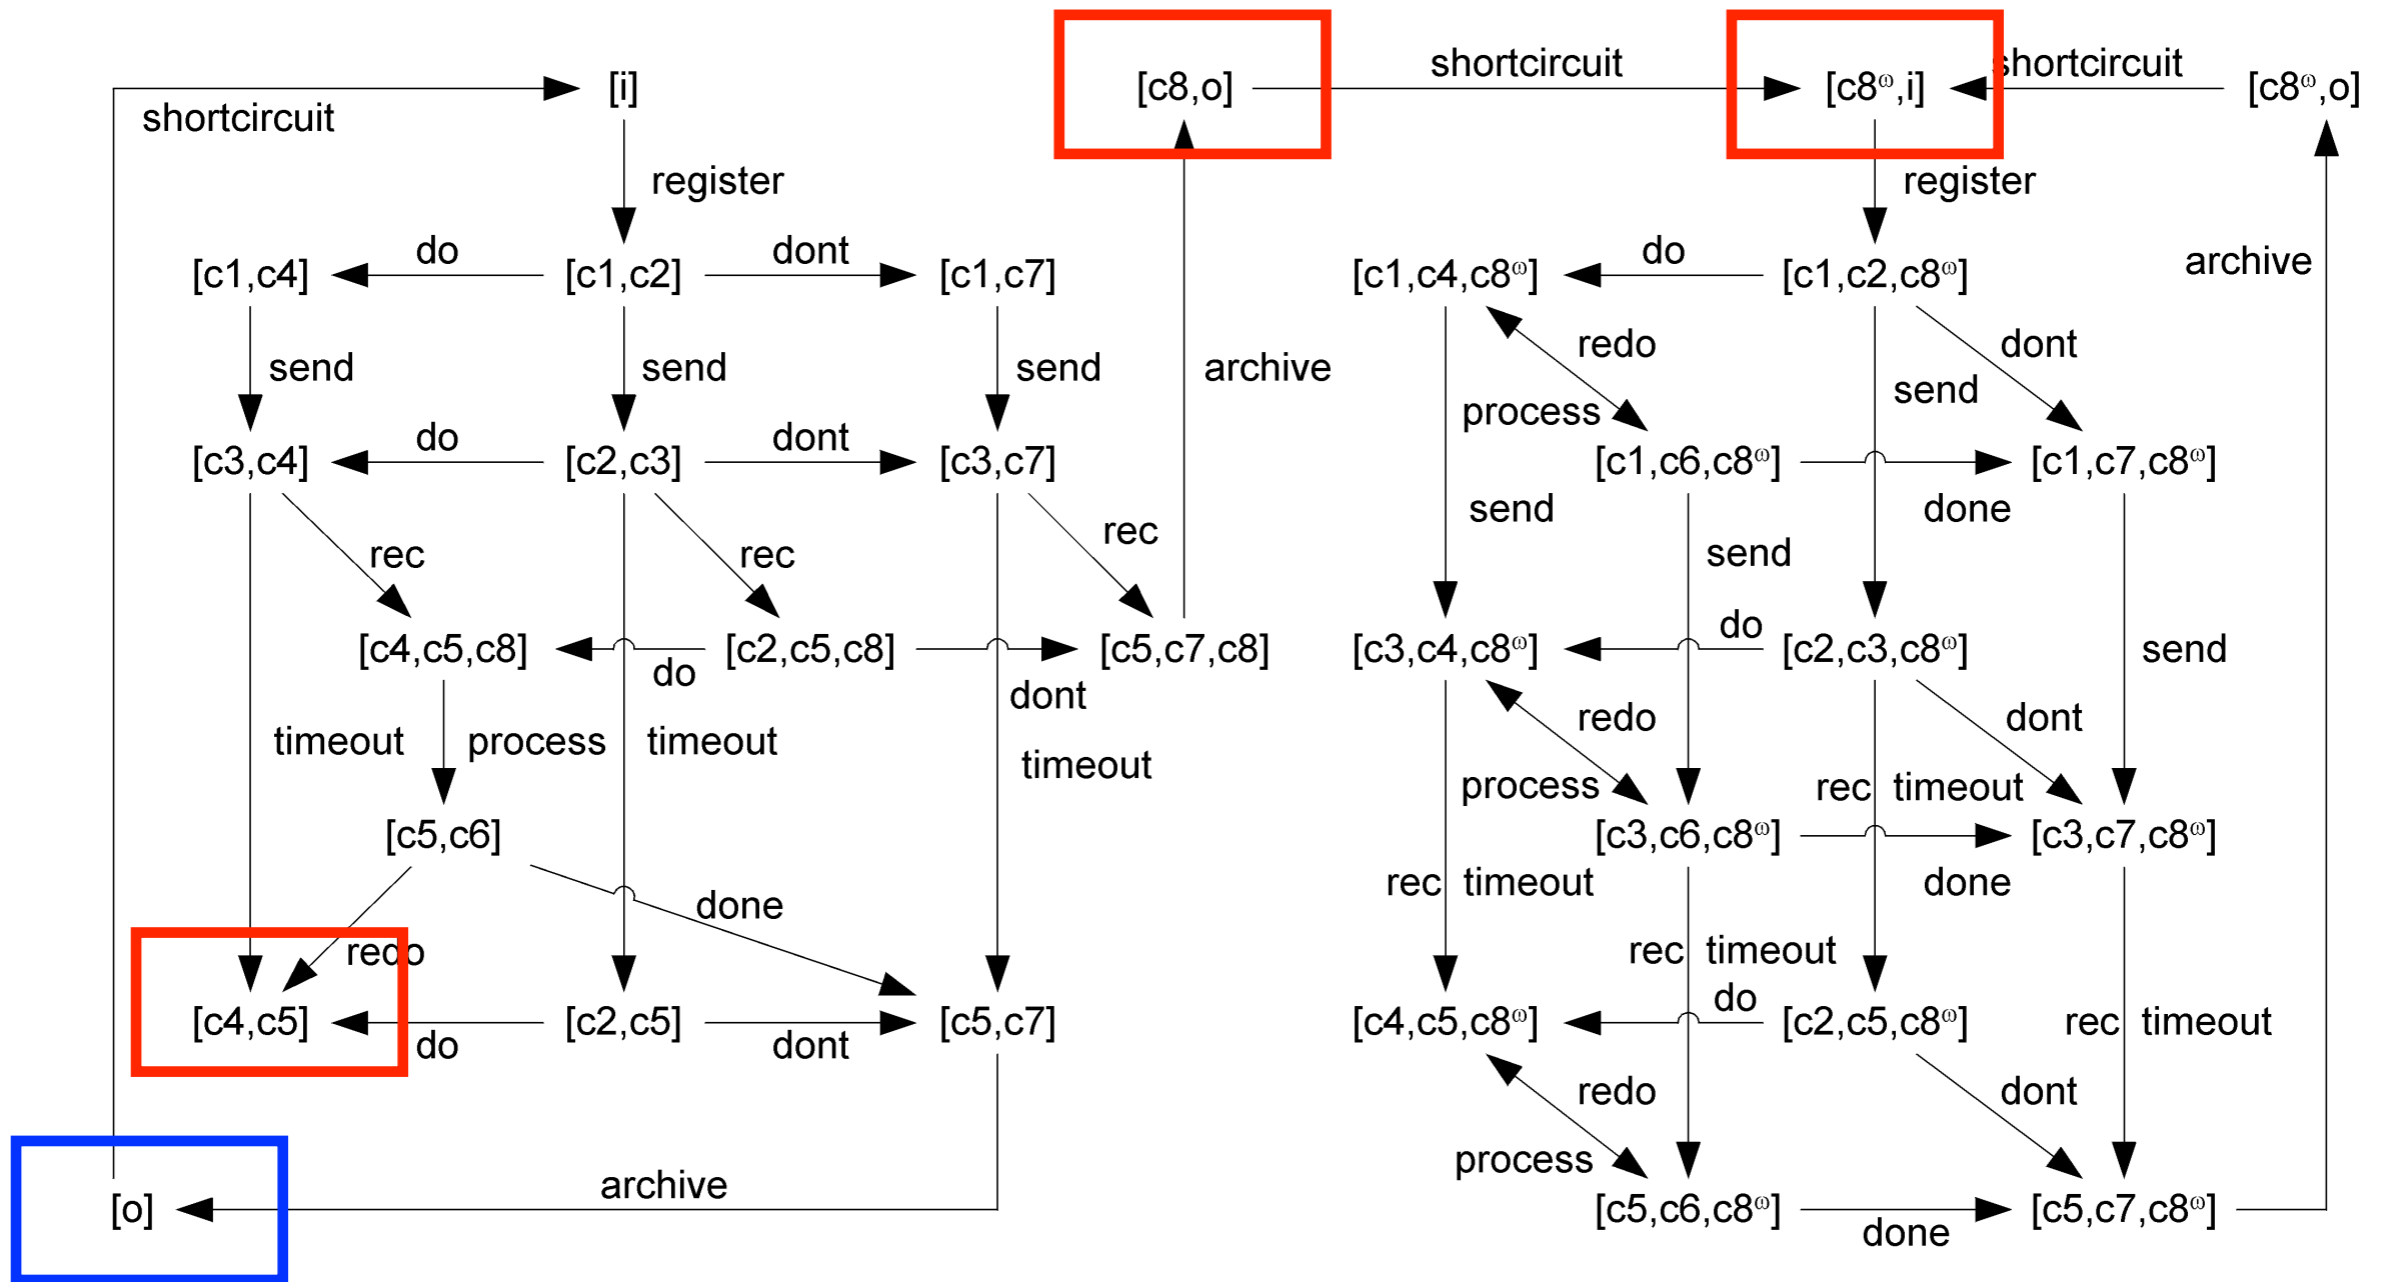 shortcircuit
[c8,o]
shortcircuit
[c8ω,i]
[c8ω,o]
[i]
shortcircuit
register
register
[c1,c4]
do
[c1,c2]
dont
[c1,c7]
[c1,c4,c8ω]
do
[c1,c2,c8ω]
archive
send
send
send
archive
redo
dont
process
send
[c3,c4]
do
[c2,c3]
dont
[c3,c7]
[c1,c6,c8ω]
[c1,c7,c8ω]
send
done
rec
rec
rec
send
[c4,c5,c8]
do
[c2,c5,c8]
dont
[c5,c7,c8]
[c3,c4,c8ω]
do
[c2,c3,c8ω]
send
timeout
process
timeout
timeout
redo
dont
process
rec timeout
[c5,c6]
[c3,c6,c8ω]
[c3,c7,c8ω]
rec timeout
done
done
redo
rec timeout
[c4,c5]
do
[c2,c5]
dont
[c5,c7]
[c4,c5,c8ω]
do
[c2,c5,c8ω]
rec timeout
redo
dont
process
[o]
archive
[c5,c6,c8ω]
done
[c5,c7,c8ω]